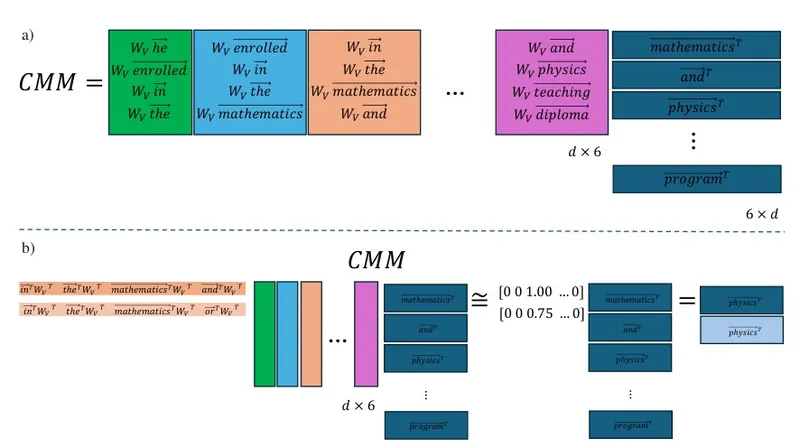 a)
CMM =
W_V he→
W_V enrolled→
W_V in→
W_V the→
W_V enrolled→
W_V in→
W_V the→
W_V mathematics→
W_V in→
W_V the→
W_V mathematics→
W_V and→
...
W_V and→
W_V physics→
W_V teaching→
W_V diploma→
d × 6
mathematics→^T
and→^T
physics→^T
⋮
program→^T
6 × d
b)
CMM
in→^T W_V^T the→^T W_V^T mathematics→^T W_V^T and→^T W_V^T
in→^T W_V^T the→^T W_V^T mathematics→^T W_V^T or→^T W_V^T
...
d × 6
mathematics→^T
and→^T
physics→^T
⋮
program→^T
≅
[0 0 1.00 ... 0]
[0 0 0.75 ... 0]
mathematics→^T
and→^T
physics→^T
⋮
program→^T
=
physics→^T
physics→^T